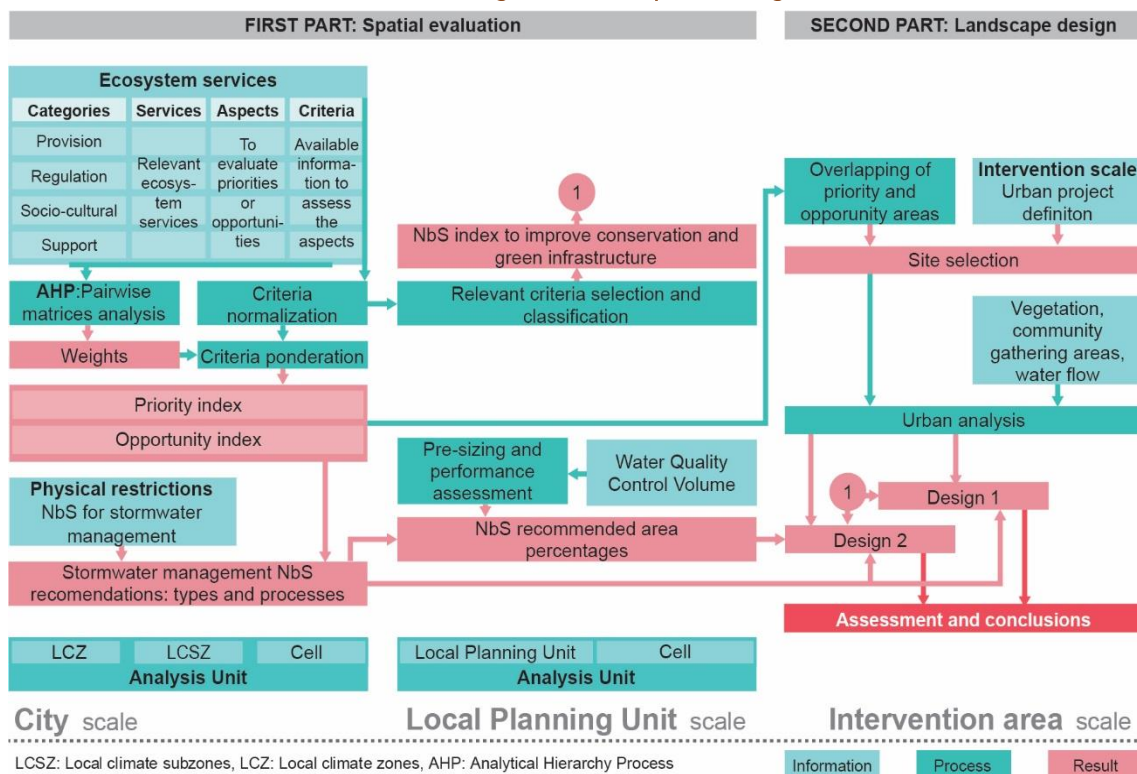 FIRST PART: Spatial evaluation
SECOND PART: Landscape design
Ecosystem services
Categories
Services
Aspects
Criteria
Provision
Regulation
Socio-cultural
Support
Relevant
ecosys-
tem
services
To
evaluate
priorities
or
opportuni-
ties
Available
informa-
tion to
assess
the
aspects
AHP:Pairwise
matrices analysis
Criteria
normalization
Weights
Criteria ponderation
Priority index
Opportunity index
Physical restrictions
NbS for stormwater
management
Stormwater management NbS
recomendations: types and processes
1
NbS index to improve conservation and
green infrastructure
Relevant criteria selection and
classification
Pre-sizing and
performance
assessment
Water Quality
Control Volume
NbS recommended area
percentages
Overlapping of
priority and
opporunity areas
Intervention scale
Urban project
definiton
Site selection
Vegetation,
community
gathering areas,
water flow
Urban analysis
1
Design 1
Design 2
Assessment and conclusions
LCZ
LCSZ
Cell
Analysis Unit
Local Planning Unit
Cell
Analysis Unit
City scale
Local Planning Unit scale
Intervention area scale
LCSZ: Local climate subzones, LCZ: Local climate zones, AHP: Analytical Hierarchy Process
Information
Process
Result